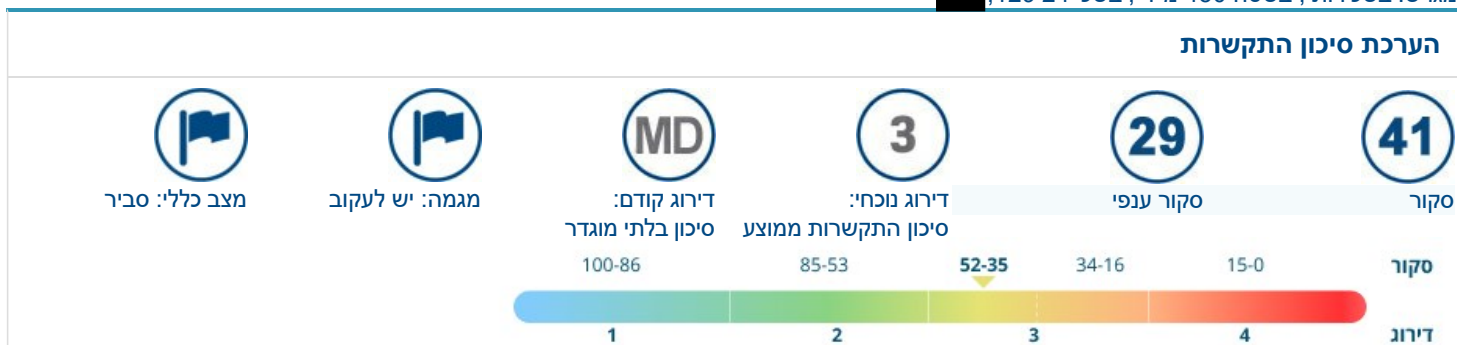 הערכת סיכון התקשרות
41 29 3 MD
סקור סקור ענפי דירוג נוכחי: דירוג קודם: מגמה: יש לעקוב מצב כללי: סביר
סיכון התקשרות ממוצע סיכון בלתי מוגדר
סקור 15-0 34-16 52-35 85-53 100-86
דירוג 4 3 2 1